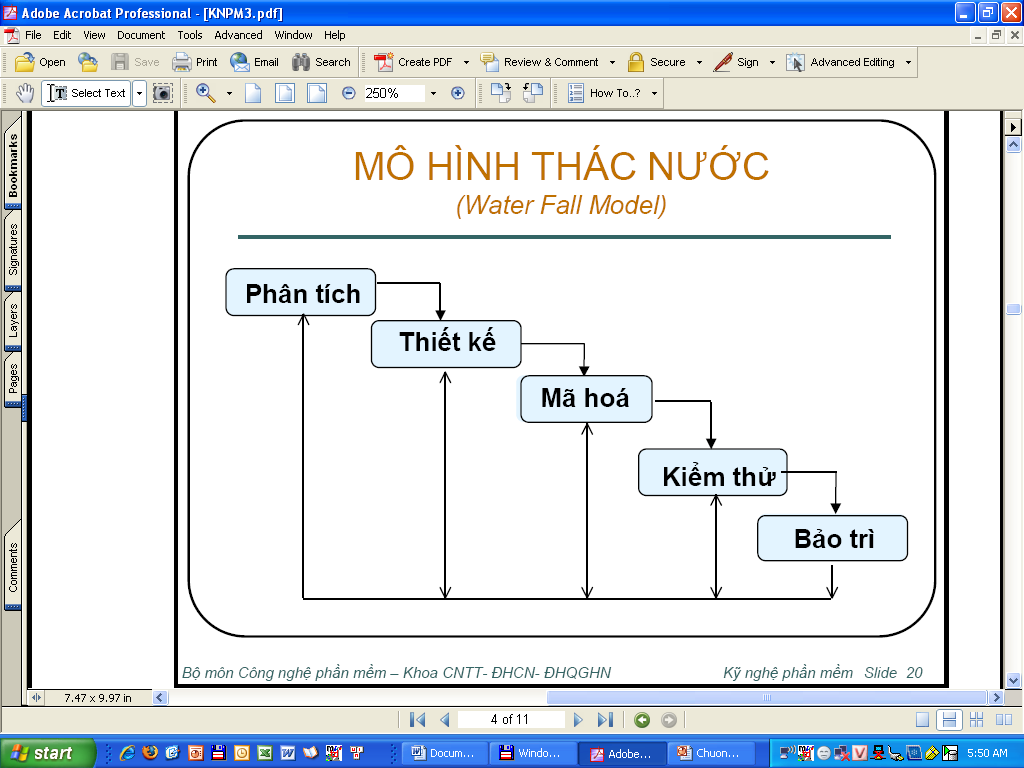 Adobe Acrobat Professional - [KNPM3.pdf]
File Edit View Document Tools Advanced Window Help
Open Save Print Email Search Create PDF Review & Comment Secure Sign Advanced Editing
Select Text 250% How To..?
Bookmarks
Signatures
Layers
Pages
Comments
MÔ HÌNH THÁC NƯỚC
(Water Fall Model)
Phân tích
Thiết kế
Mã hoá
Kiểm thử
Bảo trì
Bộ môn Công nghệ phần mềm – Khoa CNTT- ĐHCN- ĐHQGHN Kỹ nghệ phần mềm Slide 20
7.47 x 9.97 in
4 of 11
start Docum... Windo... Adobe... Chuon... 5:50 AM